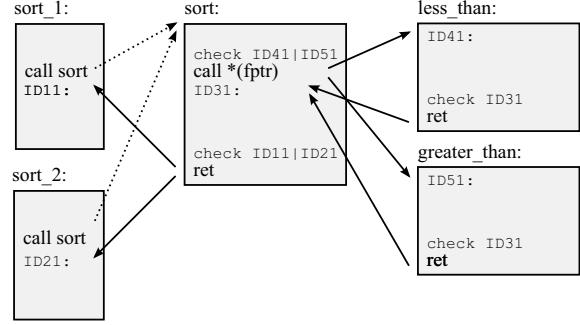 sort_1:
call sort
ID11:
sort_2:
call sort
ID21:
sort:
check ID41|ID51
call *(fptr)
ID31:
check ID11|ID21
ret
less_than:
ID41:
check ID31
ret
greater_than:
ID51:
check ID31
ret